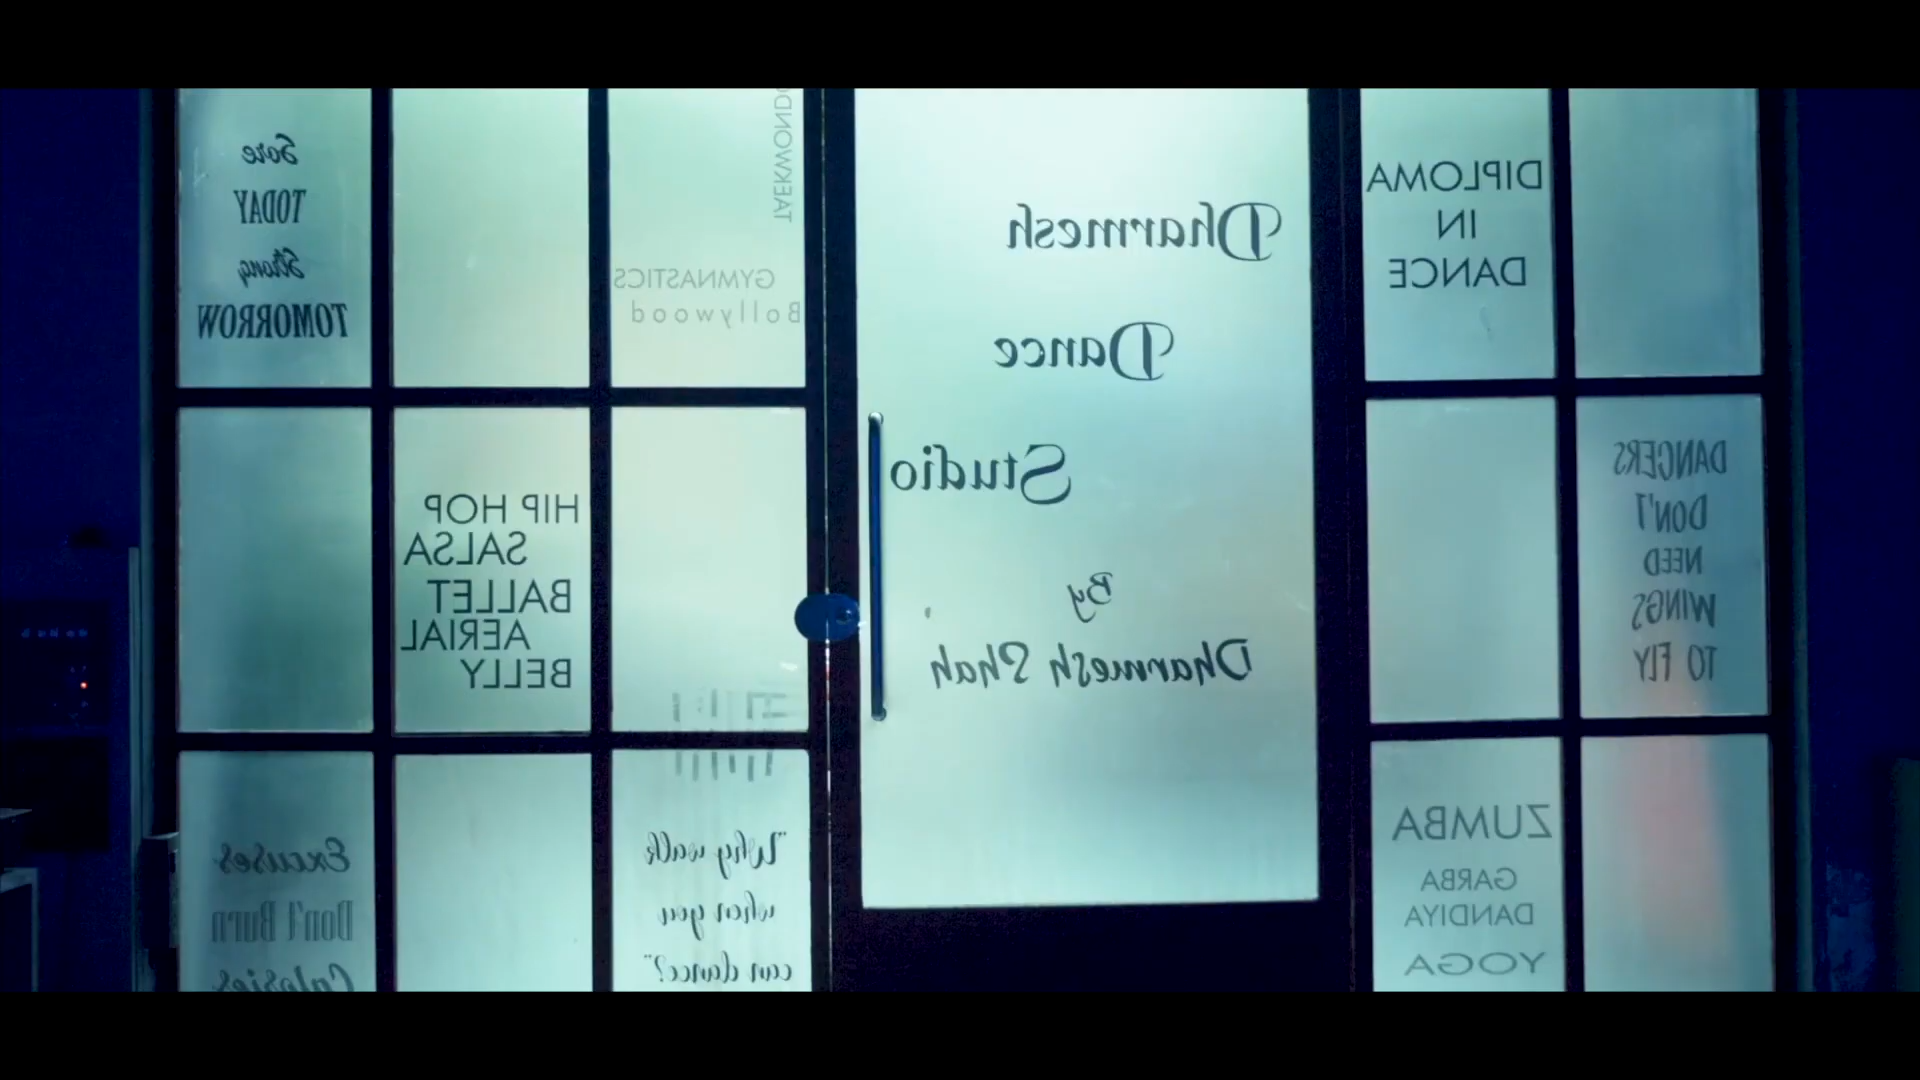 Sore
TODAY
Strong
TOMORROW
TAEKWONDO
GYMNASTICS
Bollywood
HIP HOP
SALSA
BALLET
AERIAL
BELLY
Excuses
Don't Burn
Calories
"Why walk
when you
can dance?"
Dharmesh
Dance
Studio
By
Dharmesh Shah
DIPLOMA
IN
DANCE
DANGERS
DON'T
NEED
WINGS
TO FLY
ZUMBA
GARBA
DANDIYA
YOGA